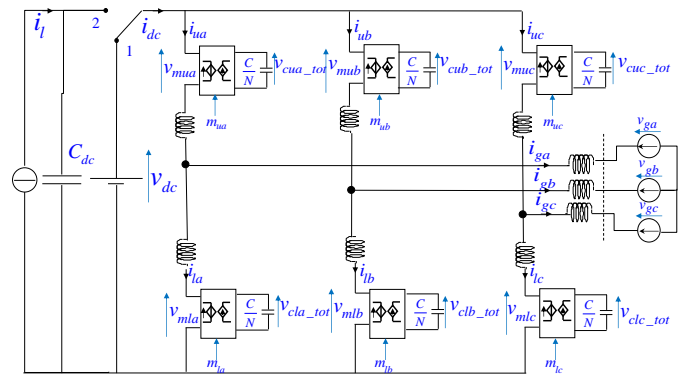 i_l
2
i_dc
1
i_ua
i_ub
i_uc
v_mua
C/N
v_cua_tot
v_mub
C/N
v_cub_tot
v_muc
C/N
v_cuc_tot
m_ua
m_ub
m_uc
C_dc
v_dc
i_ga
i_gb
i_gc
v_ga
v_gb
v_gc
i_la
i_lb
i_lc
v_mla
C/N
v_cla_tot
v_mlb
C/N
v_clb_tot
v_mlc
C/N
v_clc_tot
m_la
m_lb
m_lc